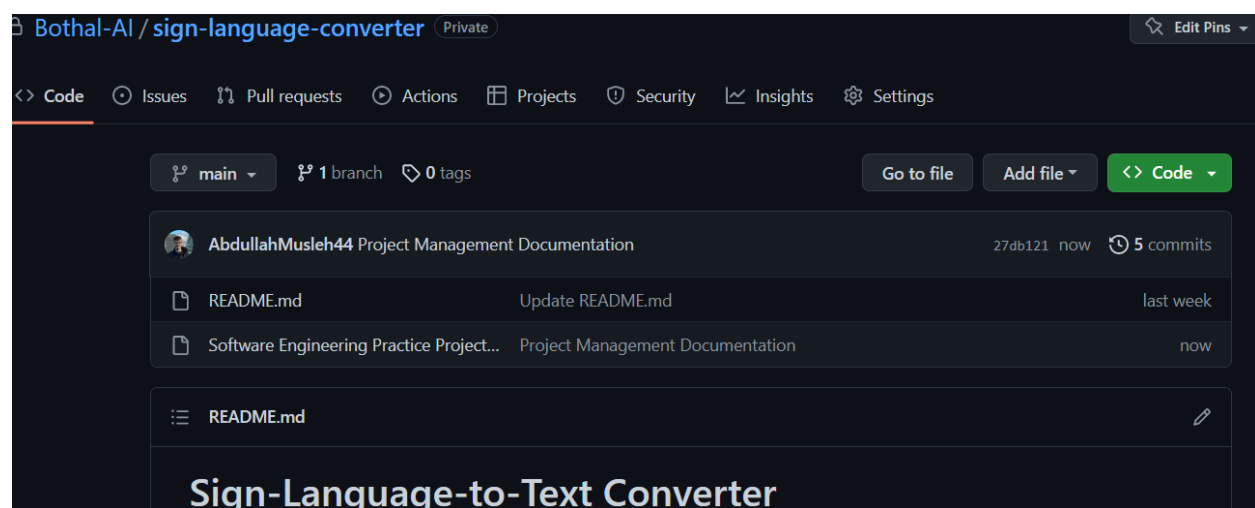 Bothal-AI / sign-language-converter Private Edit Pins
<> Code Issues Pull requests Actions Projects Security Insights Settings
main 1 branch 0 tags Go to file Add file <> Code
AbdullahMusleh44 Project Management Documentation 27db121 now 5 commits
README.md Update README.md last week
Software Engineering Practice Project... Project Management Documentation now
README.md
Sign-Language-to-Text Converter